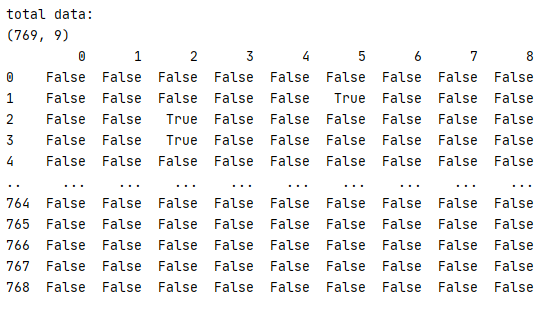 total data:
(769, 9)
0 1 2 3 4 5 6 7 8
0 False False False False False False False False False
1 False False False False False True False False False
2 False False True False False False False False False
3 False False True False False False False False False
4 False False False False False False False False False
.. ... ... ... ... ... ... ... ... ...
764 False False False False False False False False False
765 False False False False False False False False False
766 False False False False False False False False False
767 False False False False False False False False False
768 False False False False False False False False False